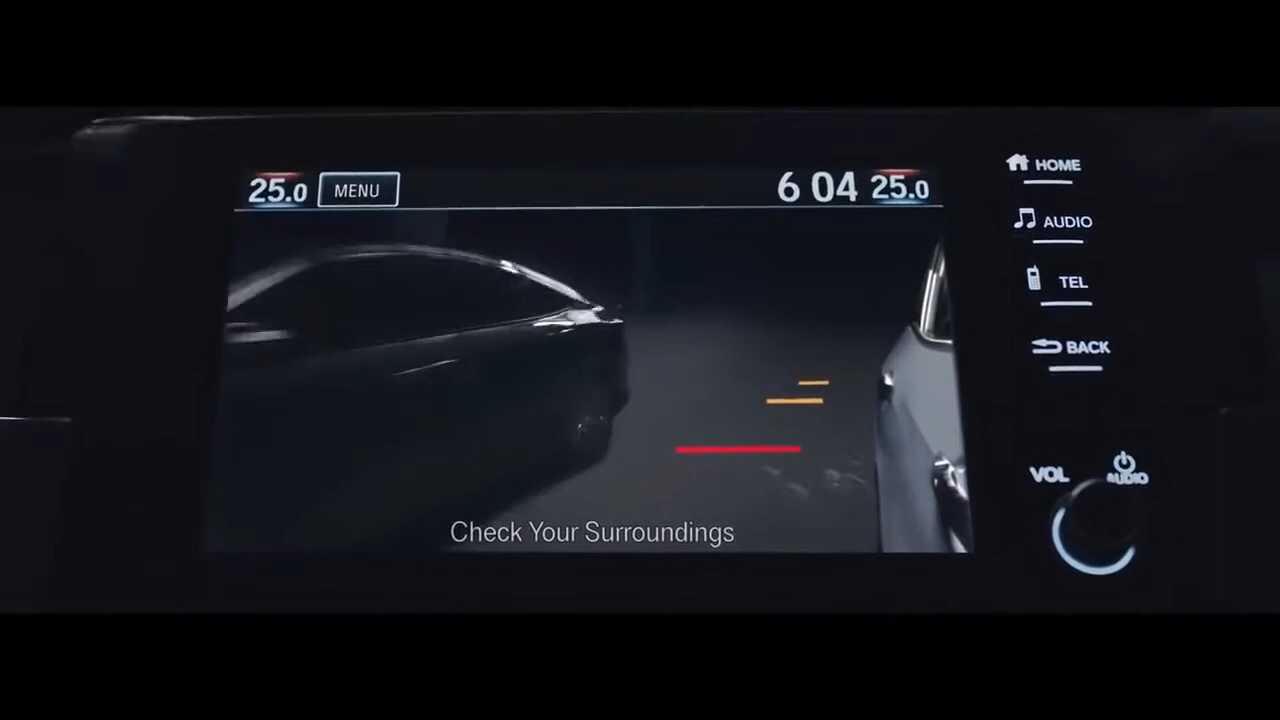 25.0 MENU 6 04 25.0
HOME
AUDIO
TEL
BACK
VOL AUDIO
Check Your Surroundings